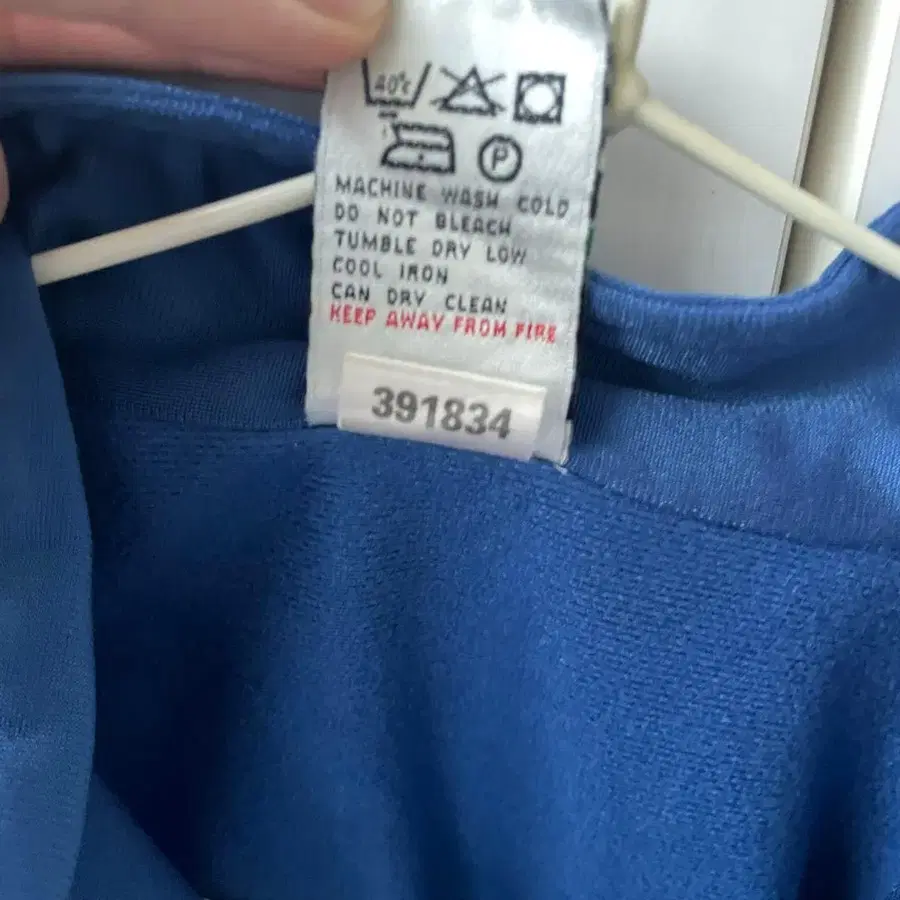 40°C
P
MACHINE WASH COLD
DO NOT BLEACH
TUMBLE DRY LOW
COOL IRON
CAN DRY CLEAN
KEEP AWAY FROM FIRE
391834